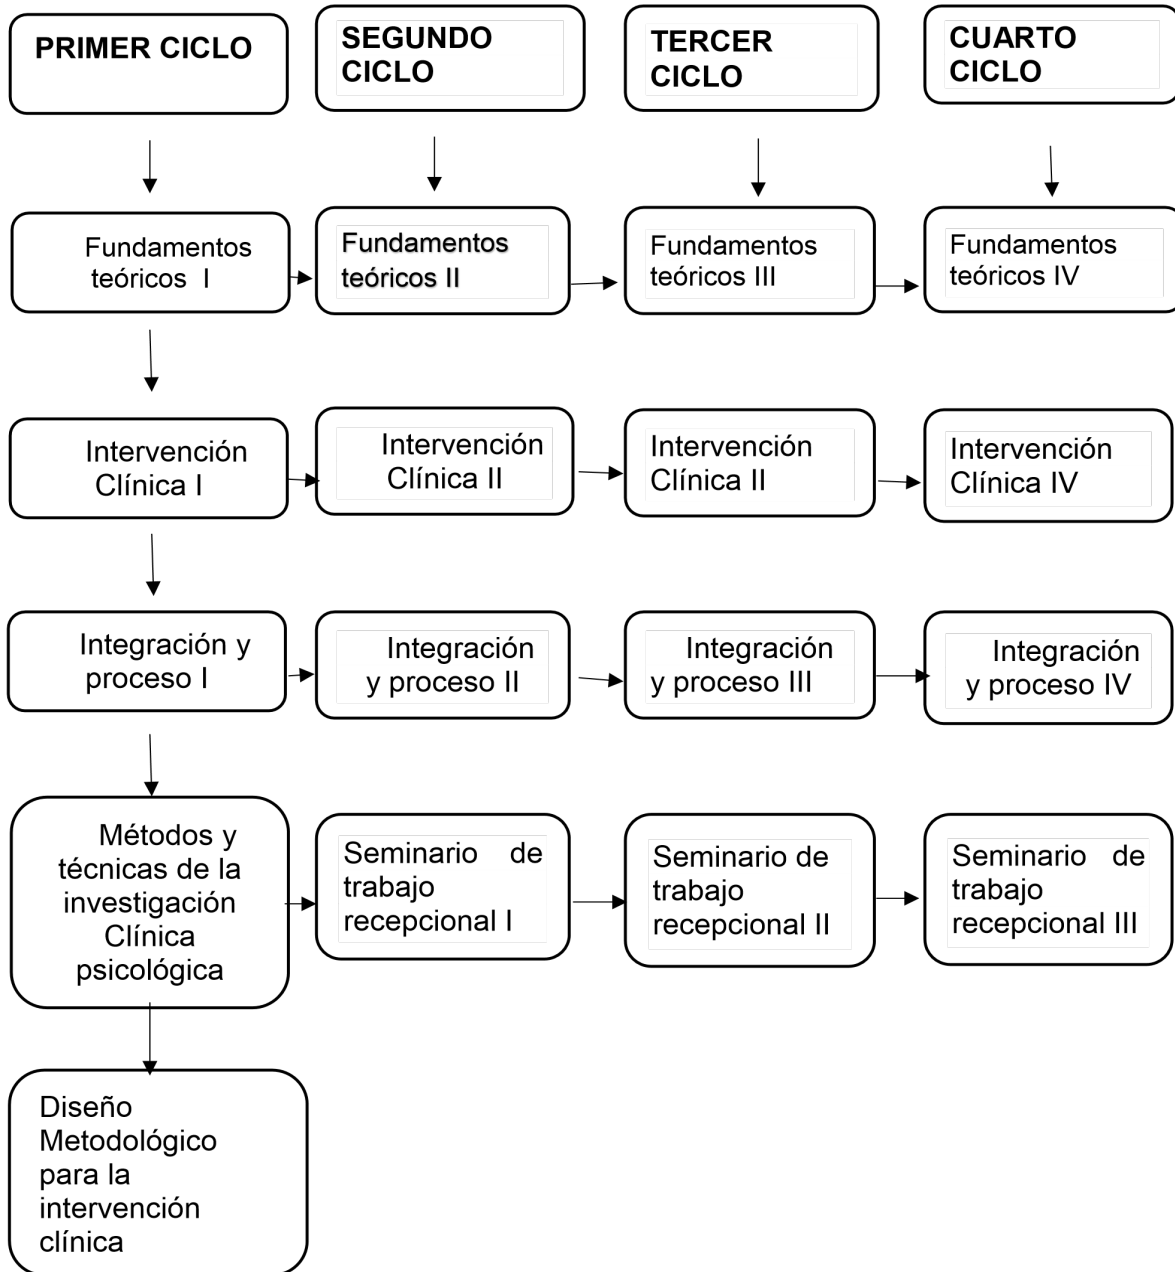 PRIMER CICLO
SEGUNDO
CICLO
TERCER
CICLO
CUARTO
CICLO
Fundamentos
teóricos I
Fundamentos
teóricos II
Fundamentos
teóricos III
Fundamentos
teóricos IV
Intervención
Clínica I
Intervención
Clínica II
Intervención
Clínica II
Intervención
Clínica IV
Integración y
proceso I
Integración
y proceso II
Integración
y proceso III
Integración
y proceso IV
Métodos y
técnicas de la
investigación
Clínica
psicológica
Seminario de
trabajo
recepcional I
Seminario de
trabajo
recepcional II
Seminario de
trabajo
recepcional III
Diseño
Metodológico
para la
intervención
clínica